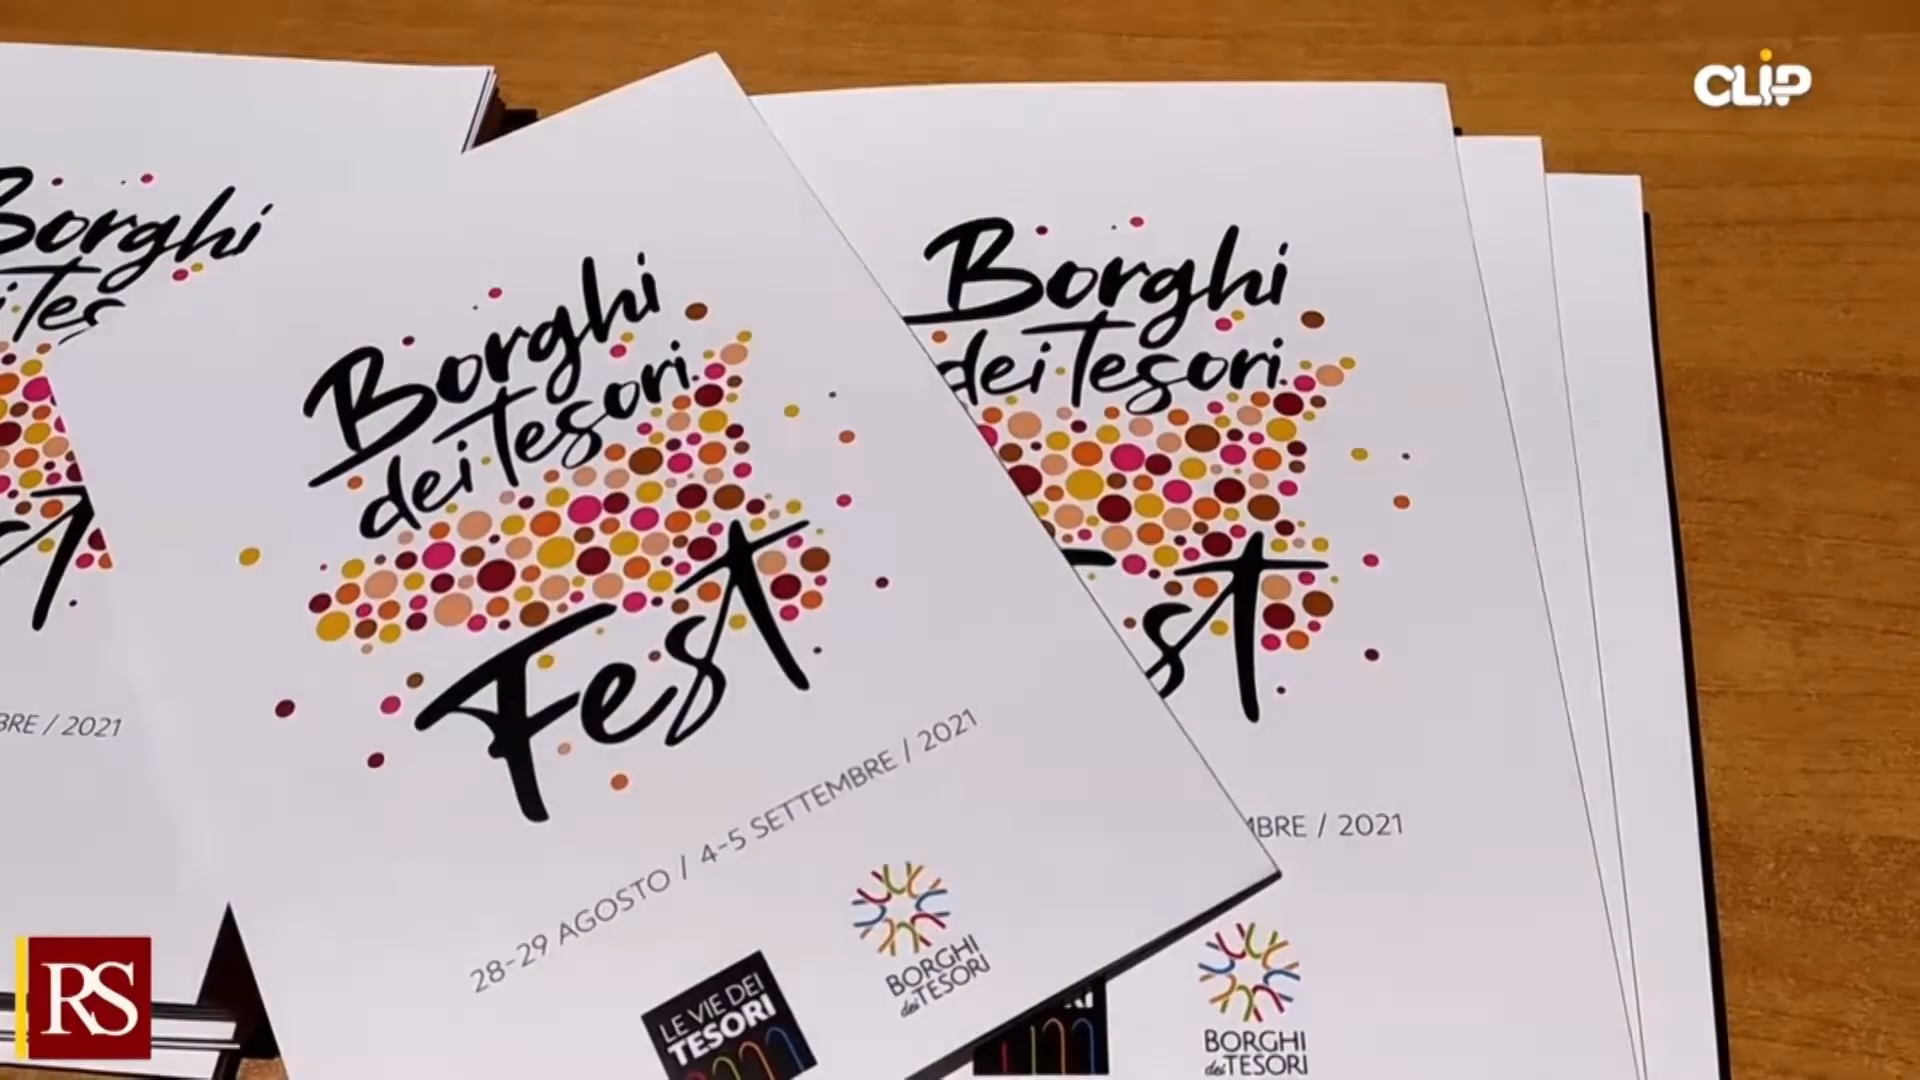 CLIP
Borghi
dei Tesori
Fest
28-29 AGOSTO / 4-5 SETTEMBRE / 2021
LE VIE DEI
TESORI
BORGHI
dei TESORI
Borghi
dei Tesori
MBRE / 2021
BORGHI
dei TESORI
Borghi
BRE / 2021
RS